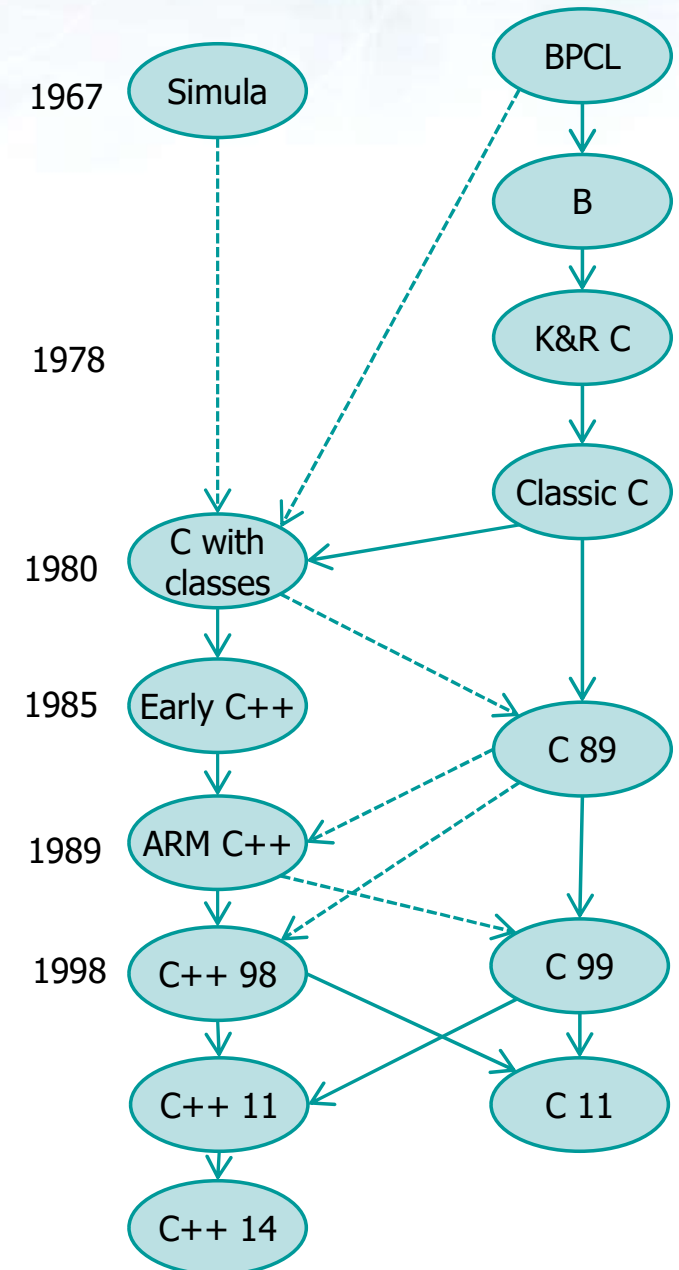 BPCL
1967
Simula
B
K&R C
1978
Classic C
C with
classes
1980
1985
Early C++
C 89
1989
ARM C++
1998
C++ 98
C 99
C++ 11
C 11
C++ 14